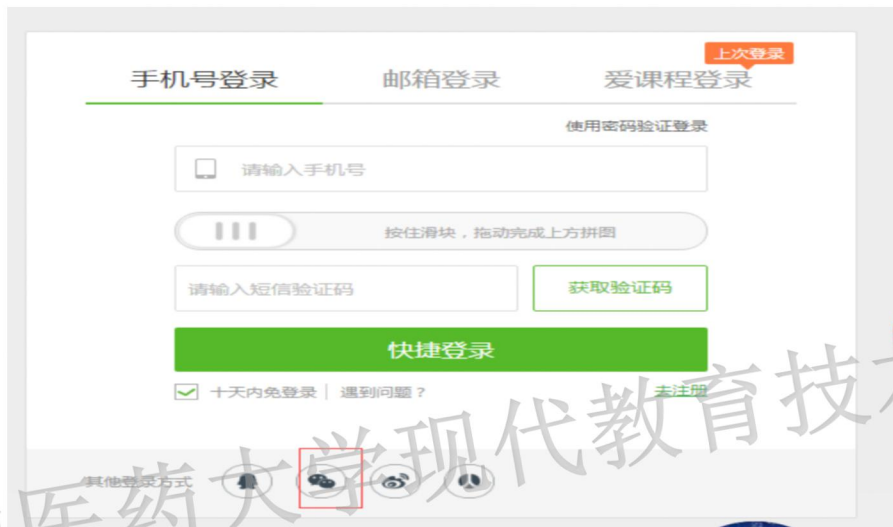 上次登录
手机号登录 邮箱登录 爱课程登录
使用密码验证登录
请输入手机号
按住滑块，拖动完成上方拼图
请输入短信验证码 获取验证码
快捷登录
十天内免登录 | 遇到问题？ 去注册
其他登录方式
医药大学现代教育技